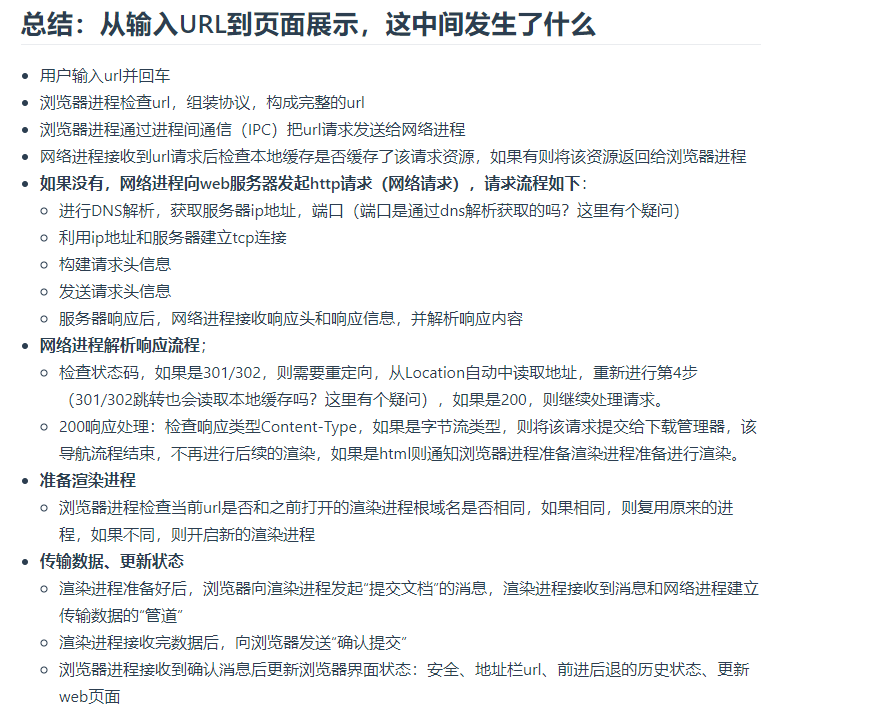 总结：从输入URL到页面展示，这中间发生了什么
用户输入url并回车
浏览器进程检查url，组装协议，构成完整的url
浏览器进程通过进程间通信（IPC）把url请求发送给网络进程
网络进程接收到url请求后检查本地缓存是否缓存了该请求资源，如果有则将该资源返回给浏览器进程
如果没有，网络进程向web服务器发起http请求（网络请求），请求流程如下：
进行DNS解析，获取服务器ip地址，端口（端口是通过dns解析获取的吗？这里有个疑问）
利用ip地址和服务器建立tcp连接
构建请求头信息
发送请求头信息
服务器响应后，网络进程接收响应头和响应信息，并解析响应内容
网络进程解析响应流程；
检查状态码，如果是301/302，则需要重定向，从Location自动中读取地址，重新进行第4步
（301/302跳转也会读取本地缓存吗？这里有个疑问），如果是200，则继续处理请求。
200响应处理：检查响应类型Content-Type，如果是字节流类型，则将该请求提交给下载管理器，该
导航流程结束，不再进行后续的渲染，如果是html则通知浏览器进程准备渲染进程准备进行渲染。
准备渲染进程
浏览器进程检查当前url是否和之前打开的渲染进程根域名是否相同，如果相同，则复用原来的进
程，如果不同，则开启新的渲染进程
传输数据、更新状态
渲染进程准备好后，浏览器向渲染进程发起“提交文档”的消息，渲染进程接收到消息和网络进程建立
传输数据的“管道”
渲染进程接收完数据后，向浏览器发送“确认提交”
浏览器进程接收到确认消息后更新浏览器界面状态：安全、地址栏url、前进后退的历史状态、更新
web页面